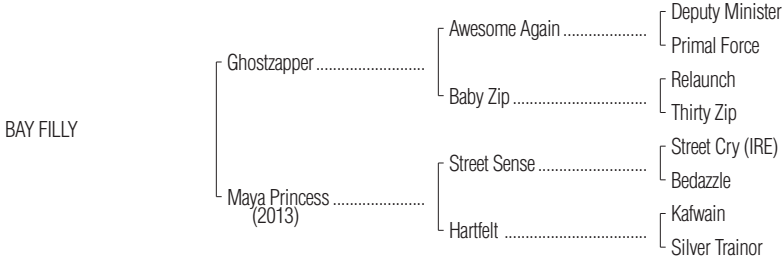 Deputy Minister
Awesome Again ....................
Primal Force
Ghostzapper ..........................
Relaunch
Baby Zip ................................
Thirty Zip
BAY FILLY
Street Cry (IRE)
Street Sense ..........................
Bedazzle
Maya Princess ......................
(2013)
Kafwain
Hartfelt ..................................
Silver Trainor